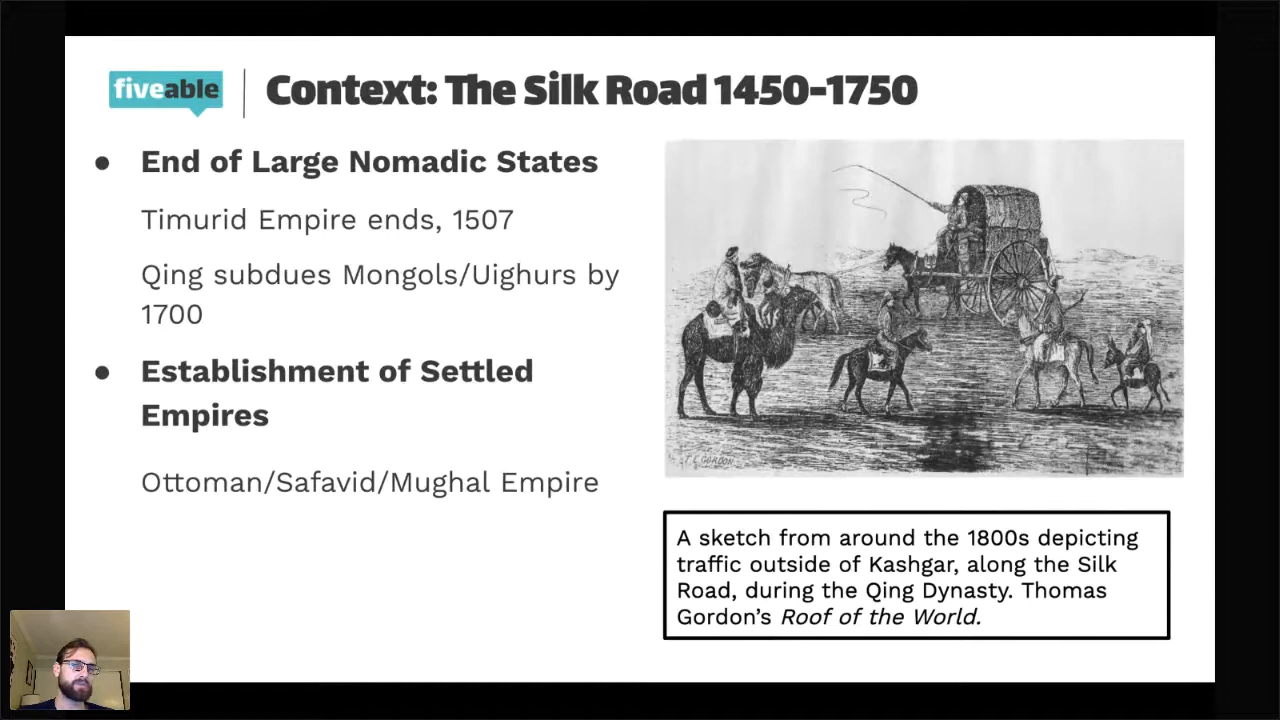 fiveable
Context: The Silk Road 1450-1750
● End of Large Nomadic States
Timurid Empire ends, 1507
Qing subdues Mongols/Uighurs by
1700
● Establishment of Settled
Empires
Ottoman/Safavid/Mughal Empire
T.E. GORDON
A sketch from around the 1800s depicting
traffic outside of Kashgar, along the Silk
Road, during the Qing Dynasty. Thomas
Gordon's Roof of the World.